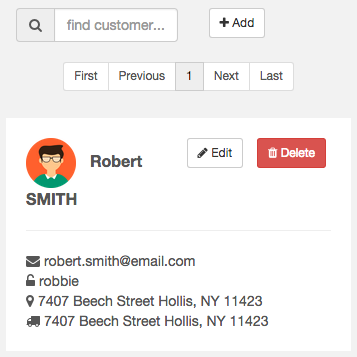 find customer...
Add
First Previous 1 Next Last
Robert SMITH
Edit
Delete
robert.smith@email.com
robbie
7407 Beech Street Hollis, NY 11423
7407 Beech Street Hollis, NY 11423